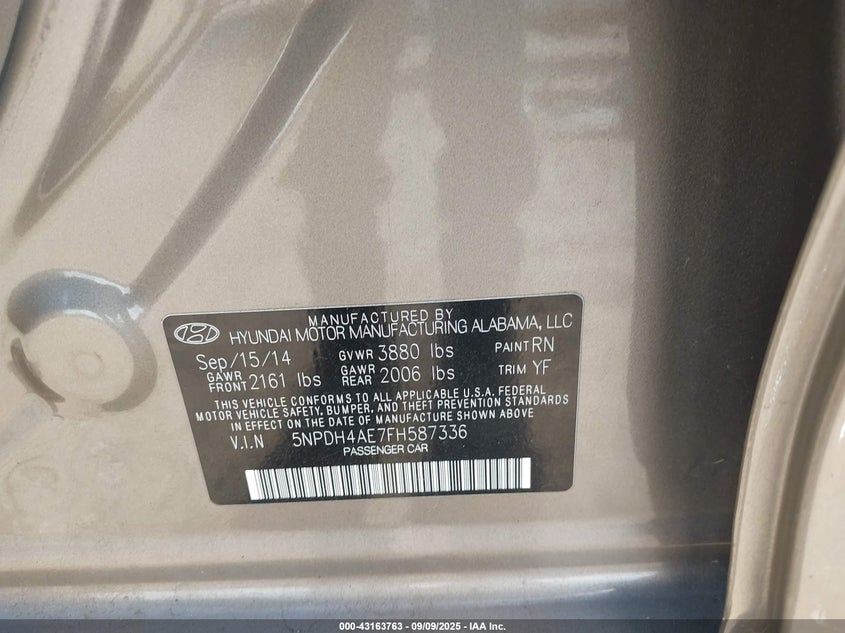 MANUFACTURED BY
HYUNDAI MOTOR MANUFACTURING ALABAMA, LLC
Sep/15/14 GVWR 3880 lbs PAINT RN
GAWR FRONT 2161 lbs GAWR REAR 2006 lbs TRIM YF
THIS VEHICLE CONFORMS TO ALL APPLICABLE U.S.A. FEDERAL
MOTOR VEHICLE SAFETY, BUMPER, AND THEFT PREVENTION STANDARDS
IN EFFECT ON THE DATE OF MANUFACTURE SHOWN ABOVE
V.I.N 5NPDH4AE7FH587336
PASSENGER CAR
000-43163763 - 09/09/2025 - IAA Inc.